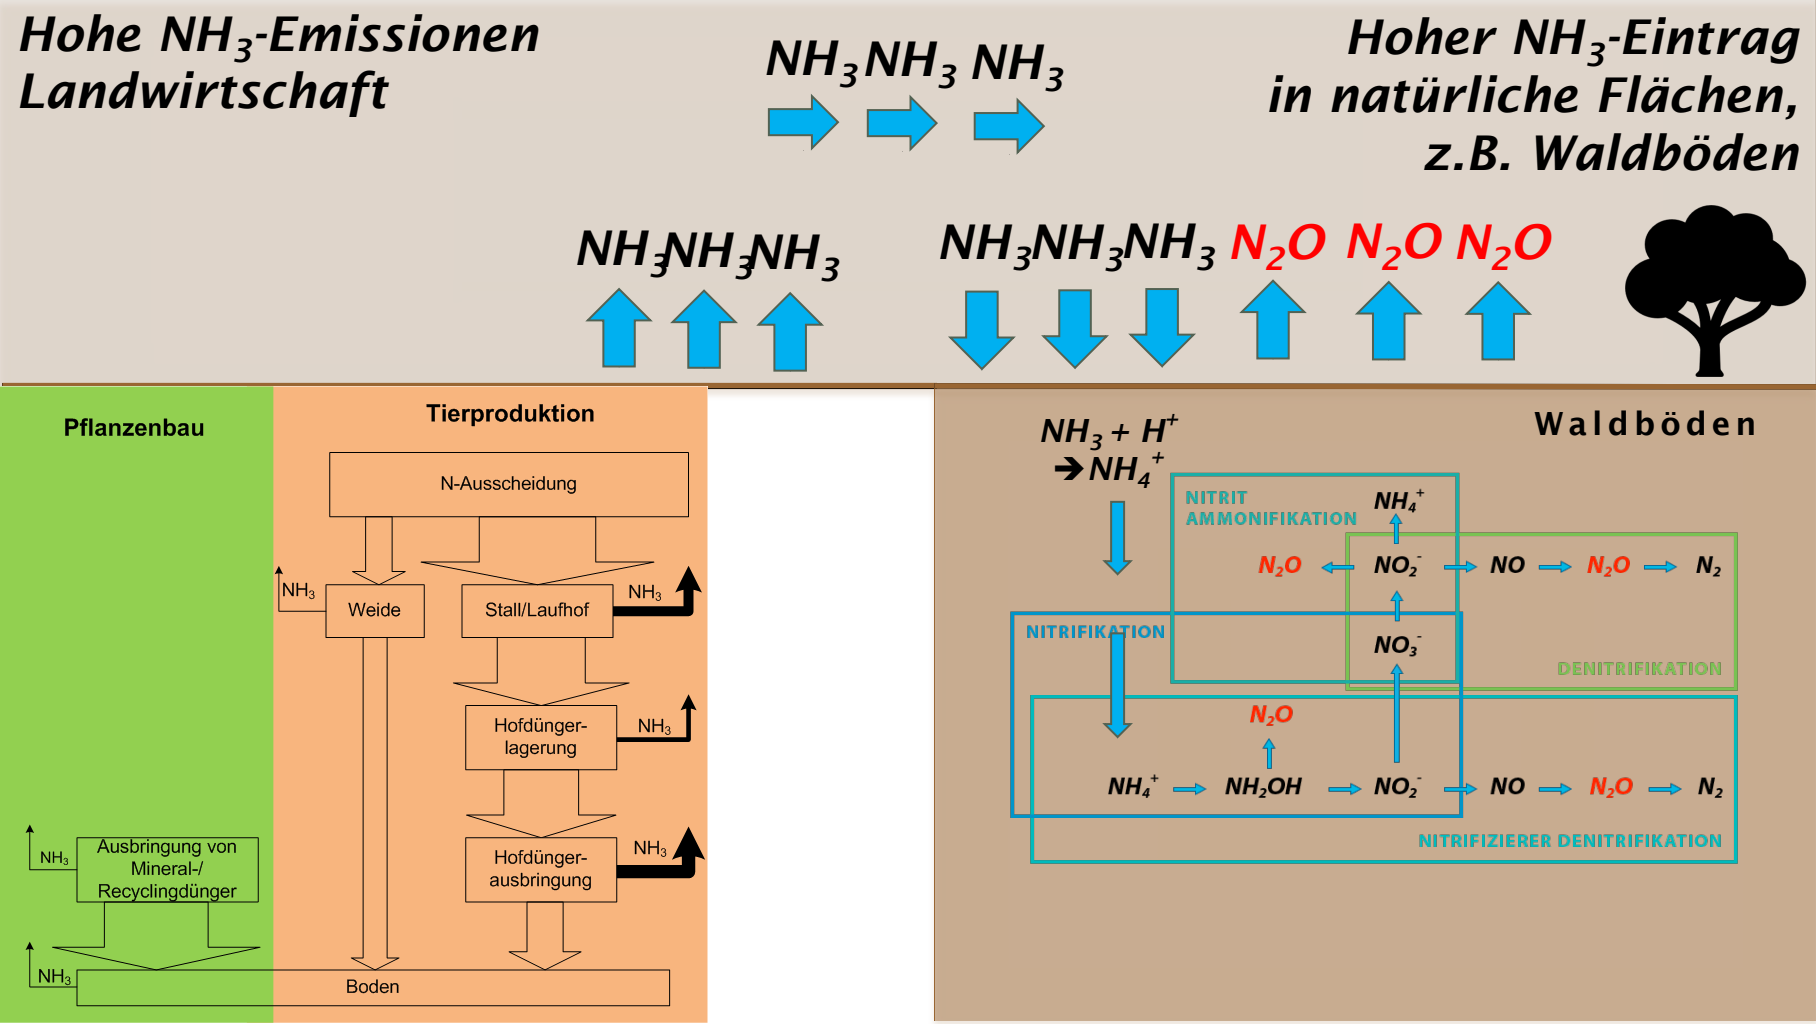 Hohe NH₃-Emissionen
Landwirtschaft
NH₃ NH₃ NH₃
Hoher NH₃-Eintrag
in natürliche Flächen,
z.B. Waldböden
NH₃ NH₃ NH₃
NH₃ NH₃ NH₃ N₂O N₂O N₂O
Pflanzenbau
Tierproduktion
N-Ausscheidung
NH₃
Weide
Stall/Laufhof
NH₃
Hofdünger-
lagerung
NH₃
Hofdünger-
ausbringung
NH₃
NH₃
Ausbringung von
Mineral-/
Recyclingdünger
NH₃
Boden
Waldböden
NH₃ + H⁺
➔ NH₄⁺
NITRIT
AMMONIFIKATION
NH₄⁺
N₂O NO₂⁻ NO N₂O N₂
NITRIFIKATION
NO₃⁻
DENITRIFIKATION
N₂O
NH₄⁺ NH₂OH NO₂⁻ NO N₂O N₂
NITRIFIZIERER DENITRIFIKATION